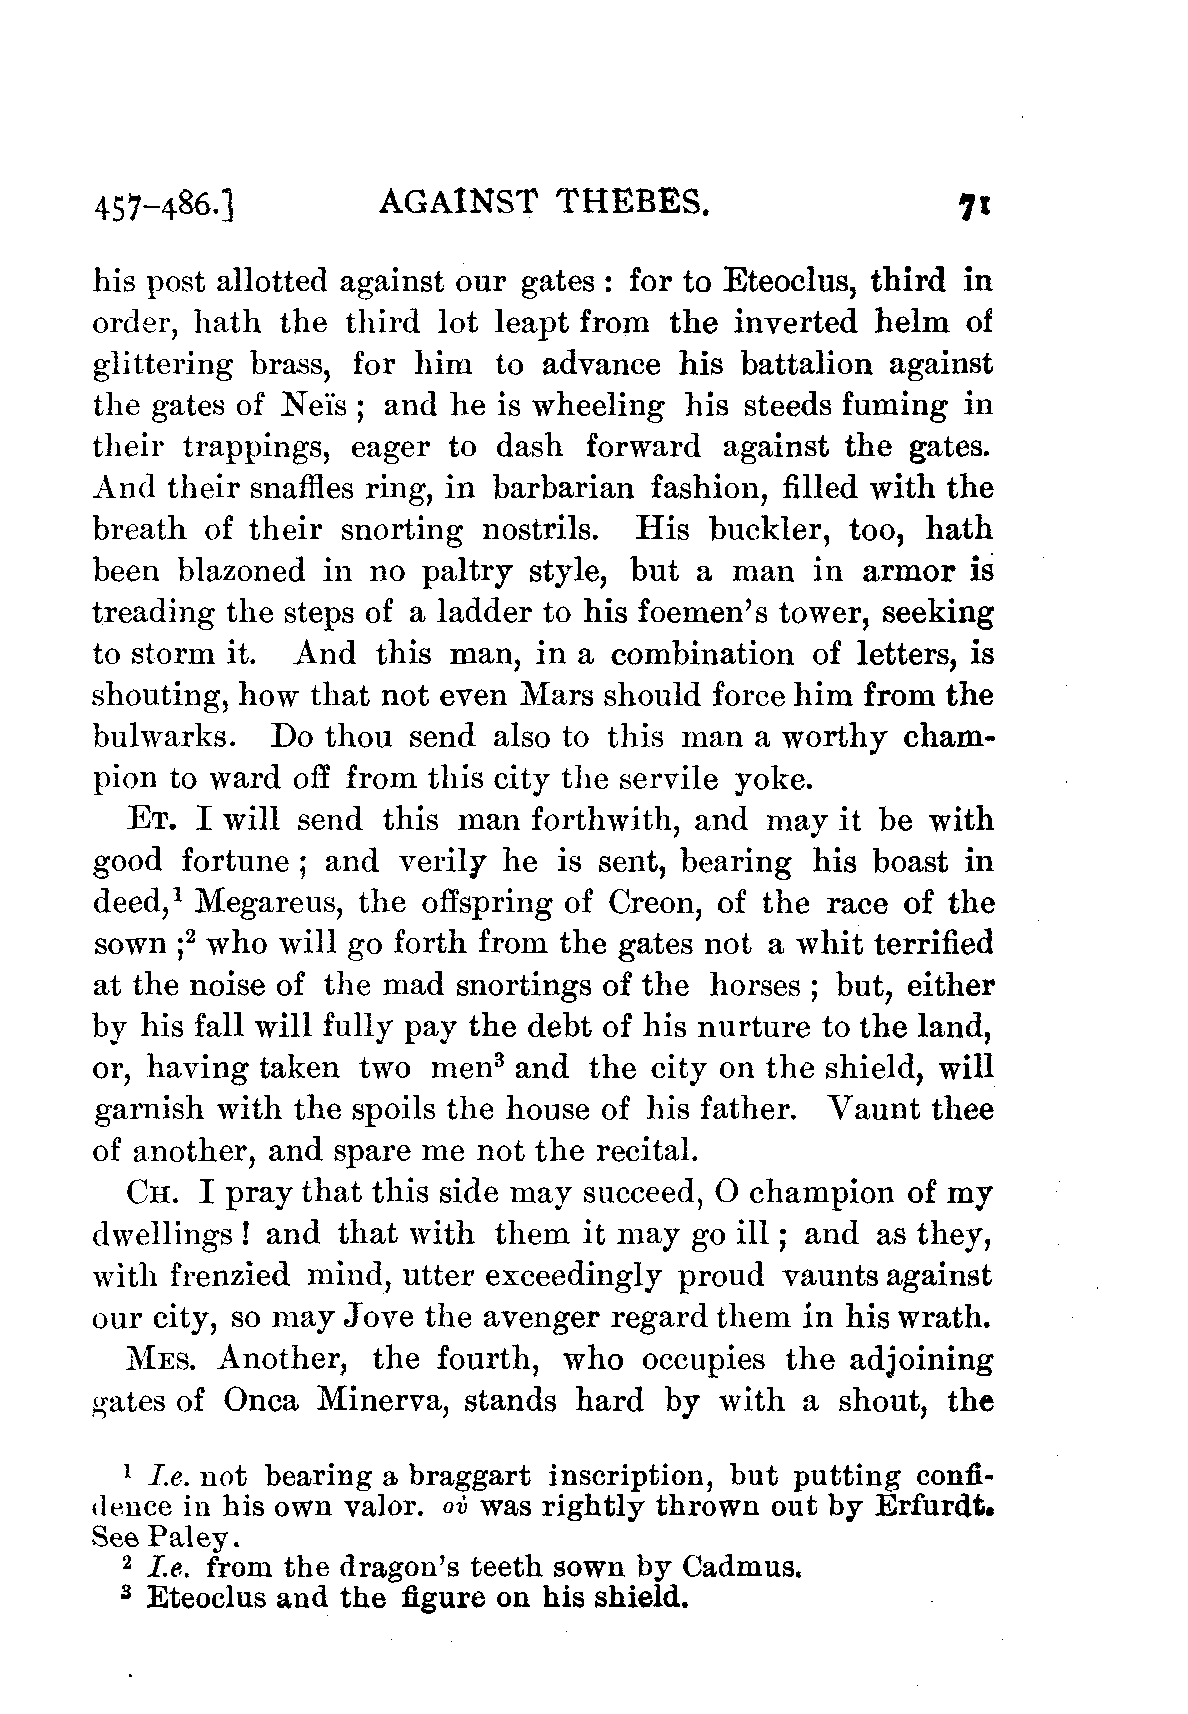 457–486.] AGAINST THEBES. 71
his post allotted against our gates : for to Eteoclus, third in
order, hath the third lot leapt from the inverted helm of
glittering brass, for him to advance his battalion against
the gates of Neïs ; and he is wheeling his steeds fuming in
their trappings, eager to dash forward against the gates.
And their snaffles ring, in barbarian fashion, filled with the
breath of their snorting nostrils. His buckler, too, hath
been blazoned in no paltry style, but a man in armor is
treading the steps of a ladder to his foemen's tower, seeking
to storm it. And this man, in a combination of letters, is
shouting, how that not even Mars should force him from the
bulwarks. Do thou send also to this man a worthy cham-
pion to ward off from this city the servile yoke.
ET. I will send this man forthwith, and may it be with
good fortune ; and verily he is sent, bearing his boast in
deed,¹ Megareus, the offspring of Creon, of the race of the
sown ;² who will go forth from the gates not a whit terrified
at the noise of the mad snortings of the horses ; but, either
by his fall will fully pay the debt of his nurture to the land,
or, having taken two men³ and the city on the shield, will
garnish with the spoils the house of his father. Vaunt thee
of another, and spare me not the recital.
CH. I pray that this side may succeed, O champion of my
dwellings ! and that with them it may go ill ; and as they,
with frenzied mind, utter exceedingly proud vaunts against
our city, so may Jove the avenger regard them in his wrath.
MES. Another, the fourth, who occupies the adjoining
gates of Onca Minerva, stands hard by with a shout, the
¹ I.e. not bearing a braggart inscription, but putting confi-
dence in his own valor. οὐ was rightly thrown out by Erfurdt.
See Paley.
² I.e. from the dragon's teeth sown by Cadmus.
³ Eteoclus and the figure on his shield.